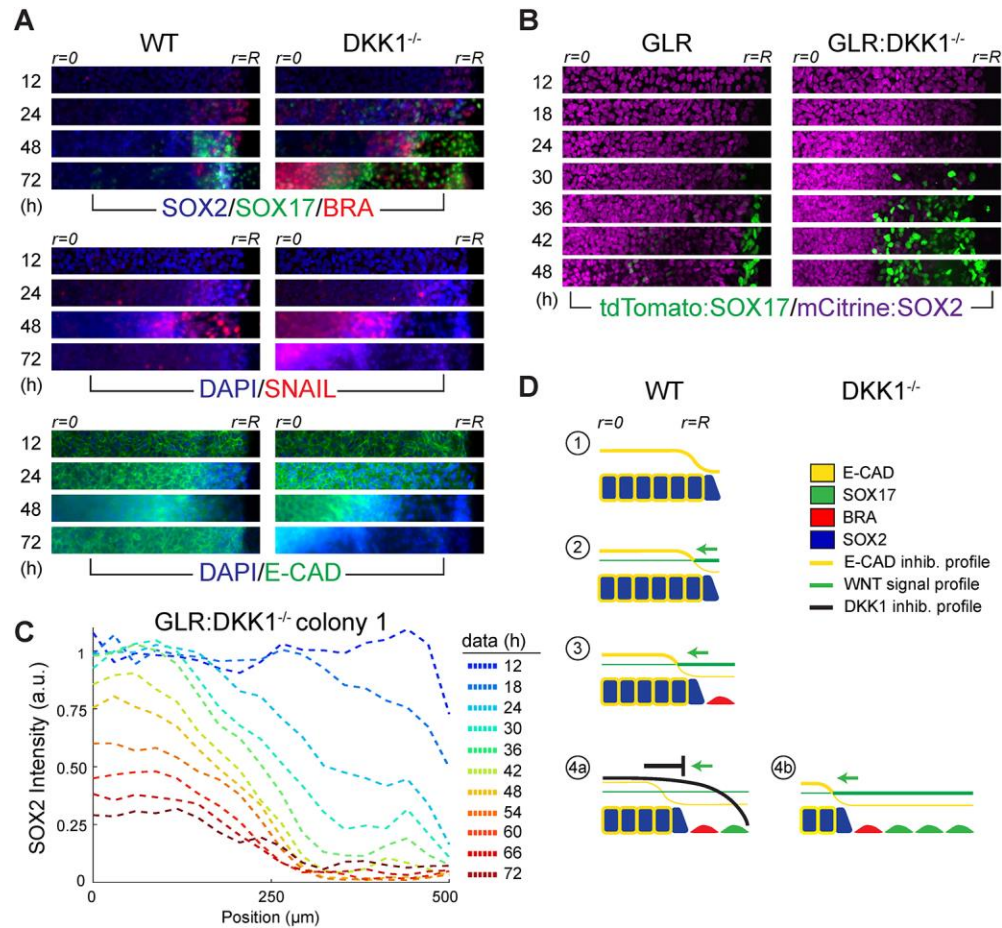 A
WT
DKK1-/-
r=0
r=R
r=0
r=R
12
24
48
72
(h)
SOX2/SOX17/BRA
12
24
48
72
(h)
DAPI/SNAIL
12
24
48
72
(h)
DAPI/E-CAD
B
GLR
GLR:DKK1-/-
r=0
r=R
r=0
r=R
12
18
24
30
36
42
48
(h)
tdTomato:SOX17/mCitrine:SOX2
C
GLR:DKK1-/- colony 1
SOX2 Intensity (a.u.)
1
0.75
0.50
0.25
0
250
500
Position (µm)
data (h)
12
18
24
30
36
42
48
54
60
66
72
D
WT
DKK1-/-
r=0
r=R
1
2
3
4a
4b
E-CAD
SOX17
BRA
SOX2
E-CAD inhib. profile
WNT signal profile
DKK1 inhib. profile